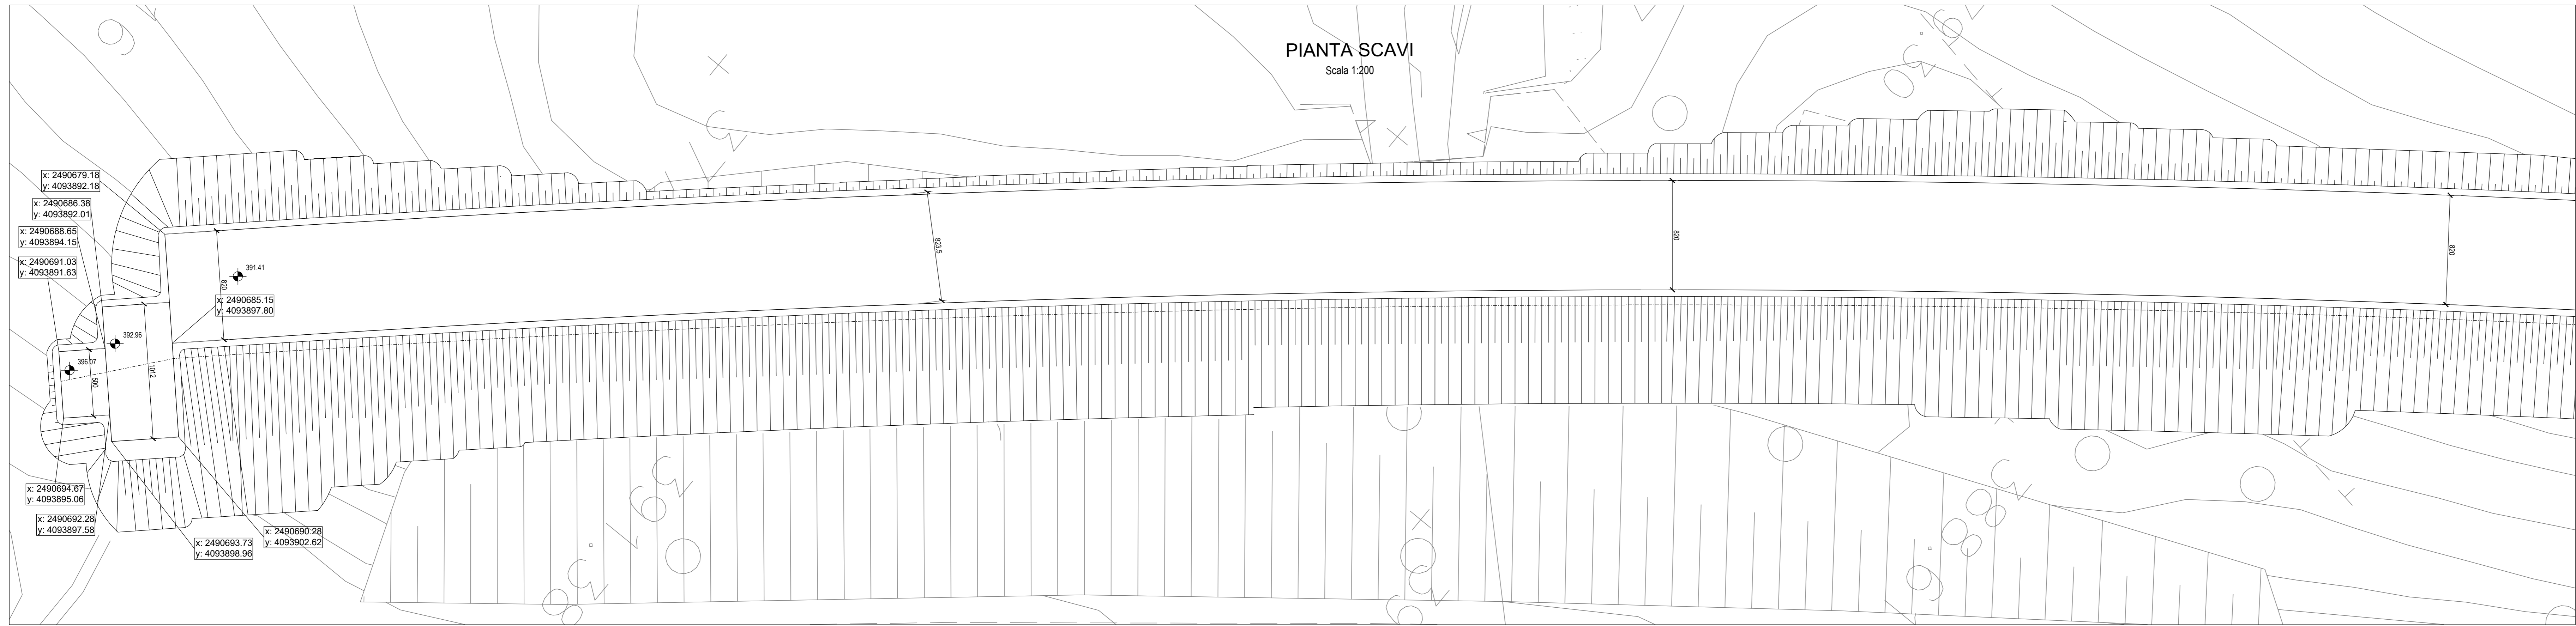 PIANTA SCAVI
Scala 1:200
x: 2490679.18
y: 4093892.18
x: 2490686.38
y: 4093892.01
x: 2490688.65
y: 4093894.15
x: 2490691.03
y: 4093891.63
391.41
820
823.5
820
820
x: 2490685.15
y: 4093897.80
392.96
396.07
500
1012
x: 2490694.67
y: 4093895.06
x: 2490692.28
y: 4093897.58
x: 2490693.73
y: 4093898.96
x: 2490690.28
y: 4093902.62